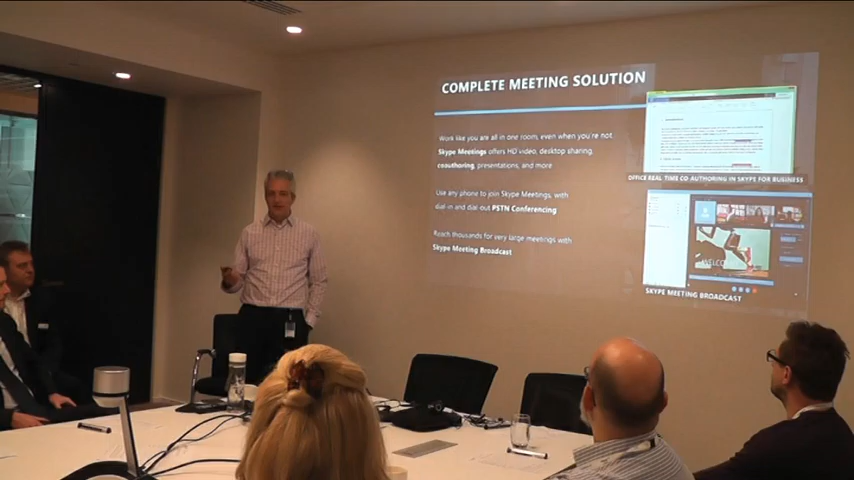 COMPLETE MEETING SOLUTION
Work like you are all in one room, even when you're not.
Skype Meetings offers HD video, desktop sharing,
coauthoring, presentations, and more
Use any phone to join Skype Meetings, with
dial-in and dial-out PSTN Conferencing
Reach thousands for very large meetings with
Skype Meeting Broadcast
OFFICE REAL TIME CO-AUTHORING IN SKYPE FOR BUSINESS
SKYPE MEETING BROADCAST